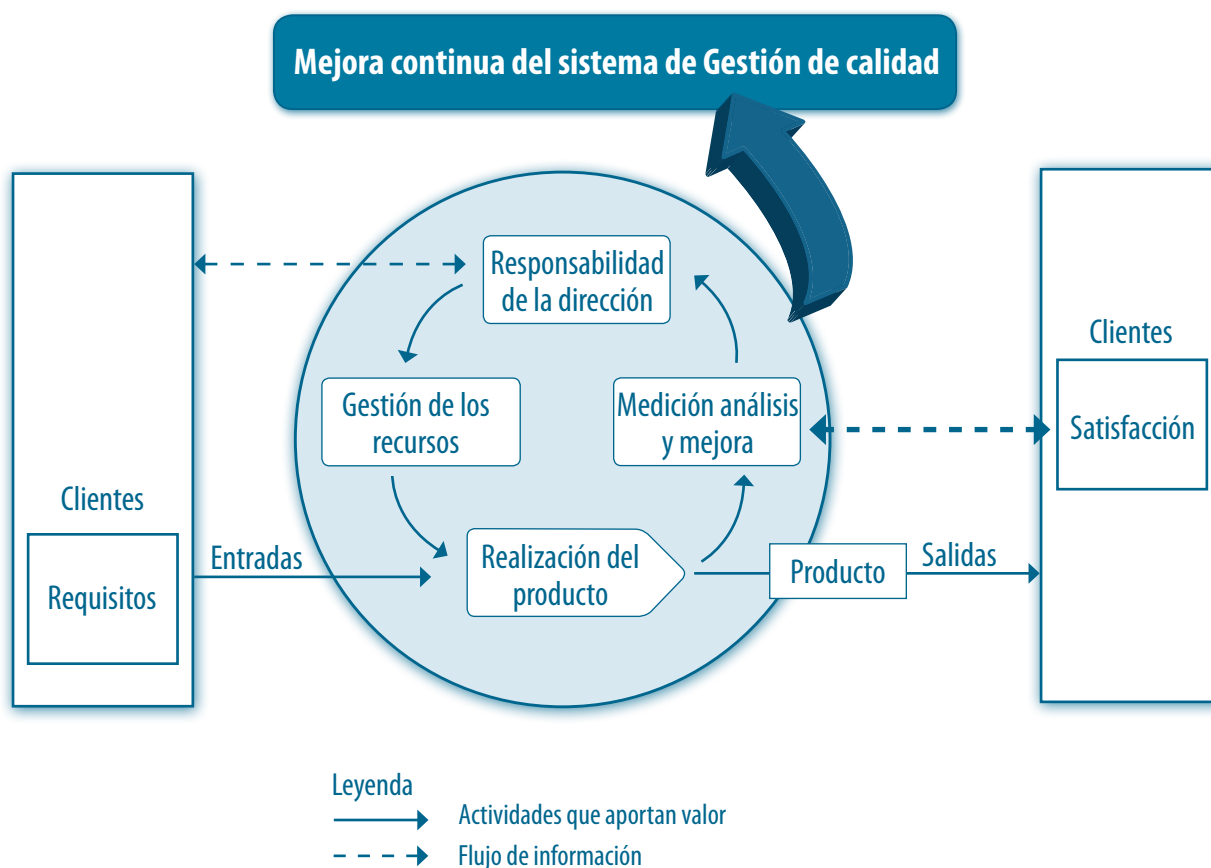 Mejora continua del sistema de Gestión de calidad
Responsabilidad
de la dirección
Gestión de los
recursos
Medición análisis
y mejora
Clientes
Satisfacción
Clientes
Requisitos
Entradas
Realización del
producto
Producto
Salidas
Leyenda
Actividades que aportan valor
Flujo de información